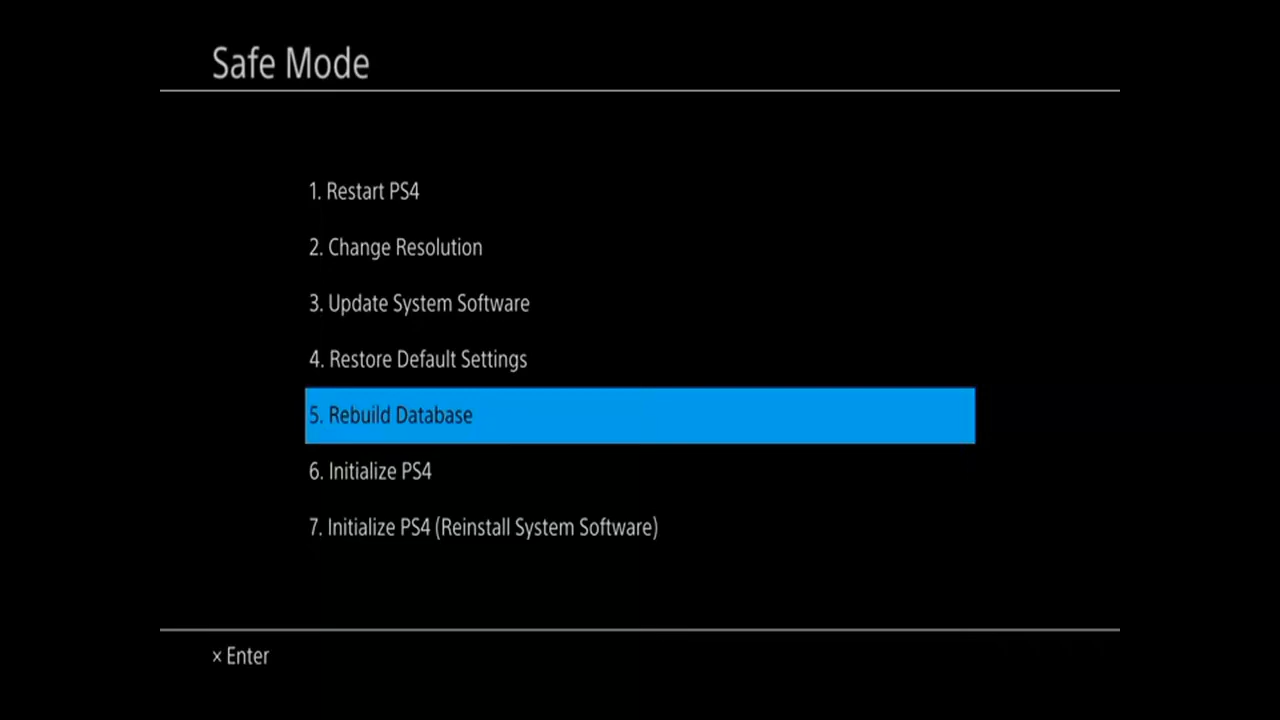 Safe Mode
1. Restart PS4
2. Change Resolution
3. Update System Software
4. Restore Default Settings
5. Rebuild Database
6. Initialize PS4
7. Initialize PS4 (Reinstall System Software)
× Enter